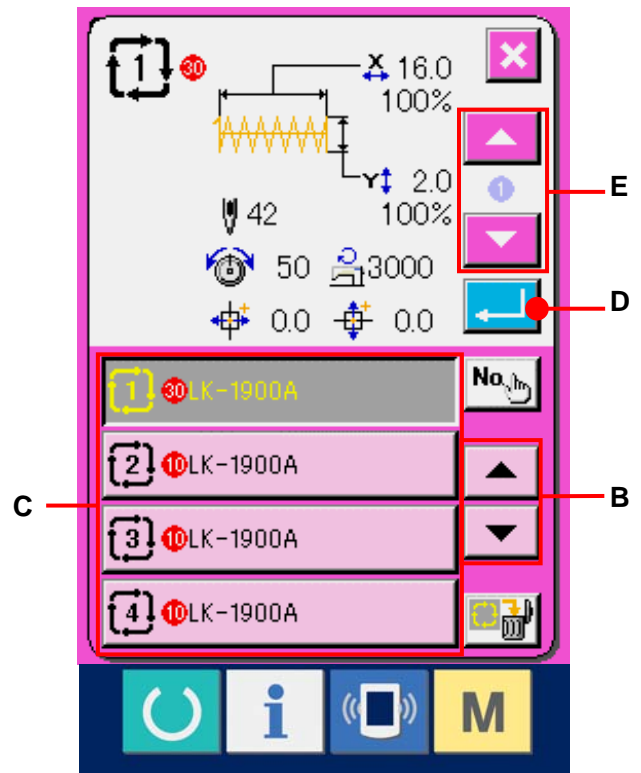 1 30
X 16.0
100%
1
Y 2.0
100%
1
E
42
50 3000
D
0.0 0.0
1 30 LK-1900A
No.
2 10 LK-1900A
B
C
3 10 LK-1900A
4 10 LK-1900A
i M